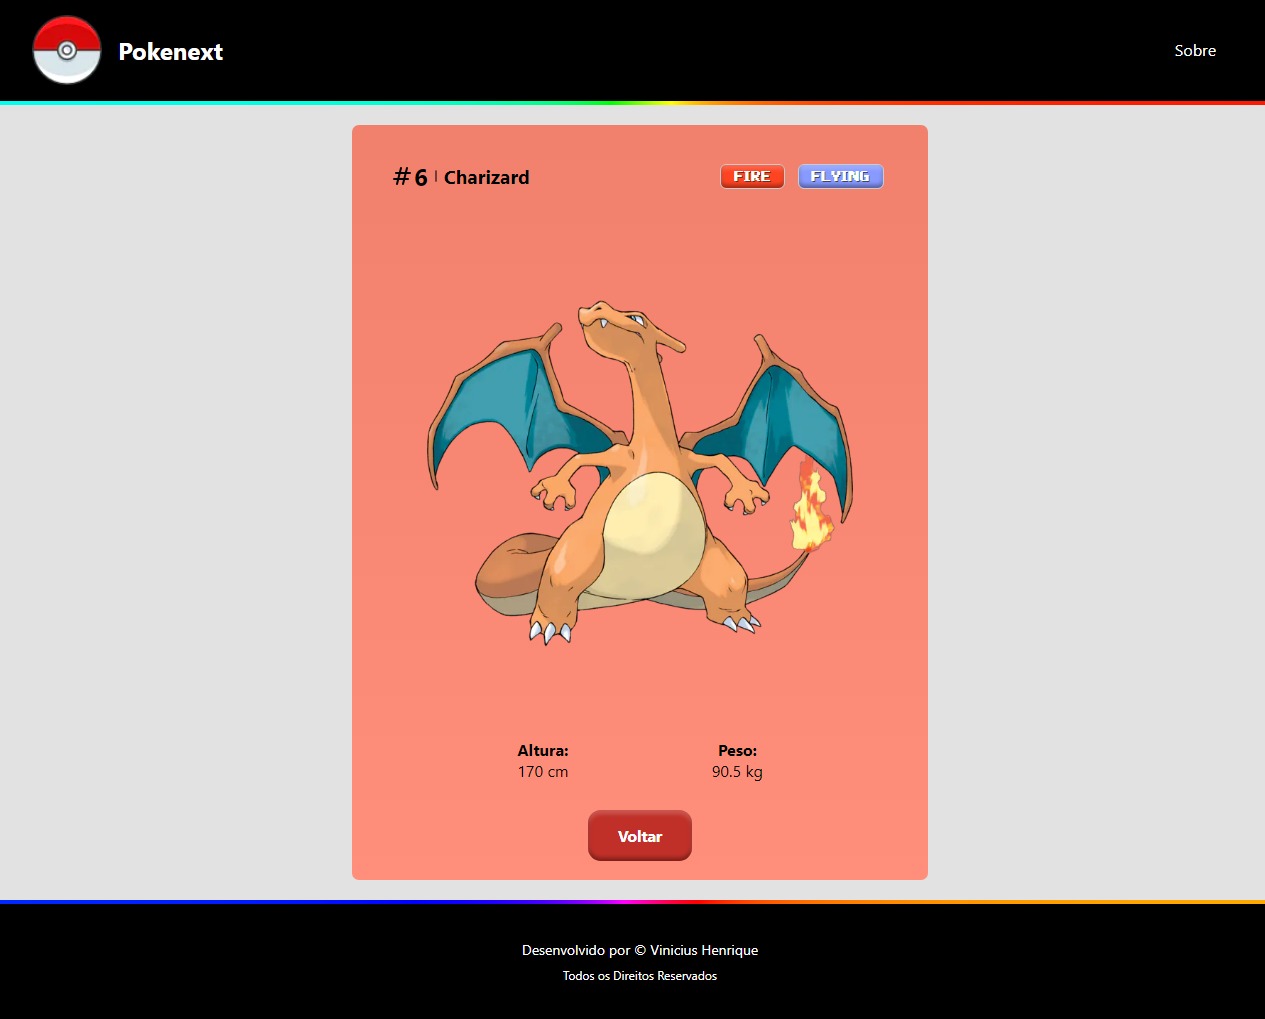 Pokenext
Sobre
#6 | Charizard
FIRE
FLYING
Altura:
170 cm
Peso:
90.5 kg
Voltar
Desenvolvido por © Vinicius Henrique
Todos os Direitos Reservados